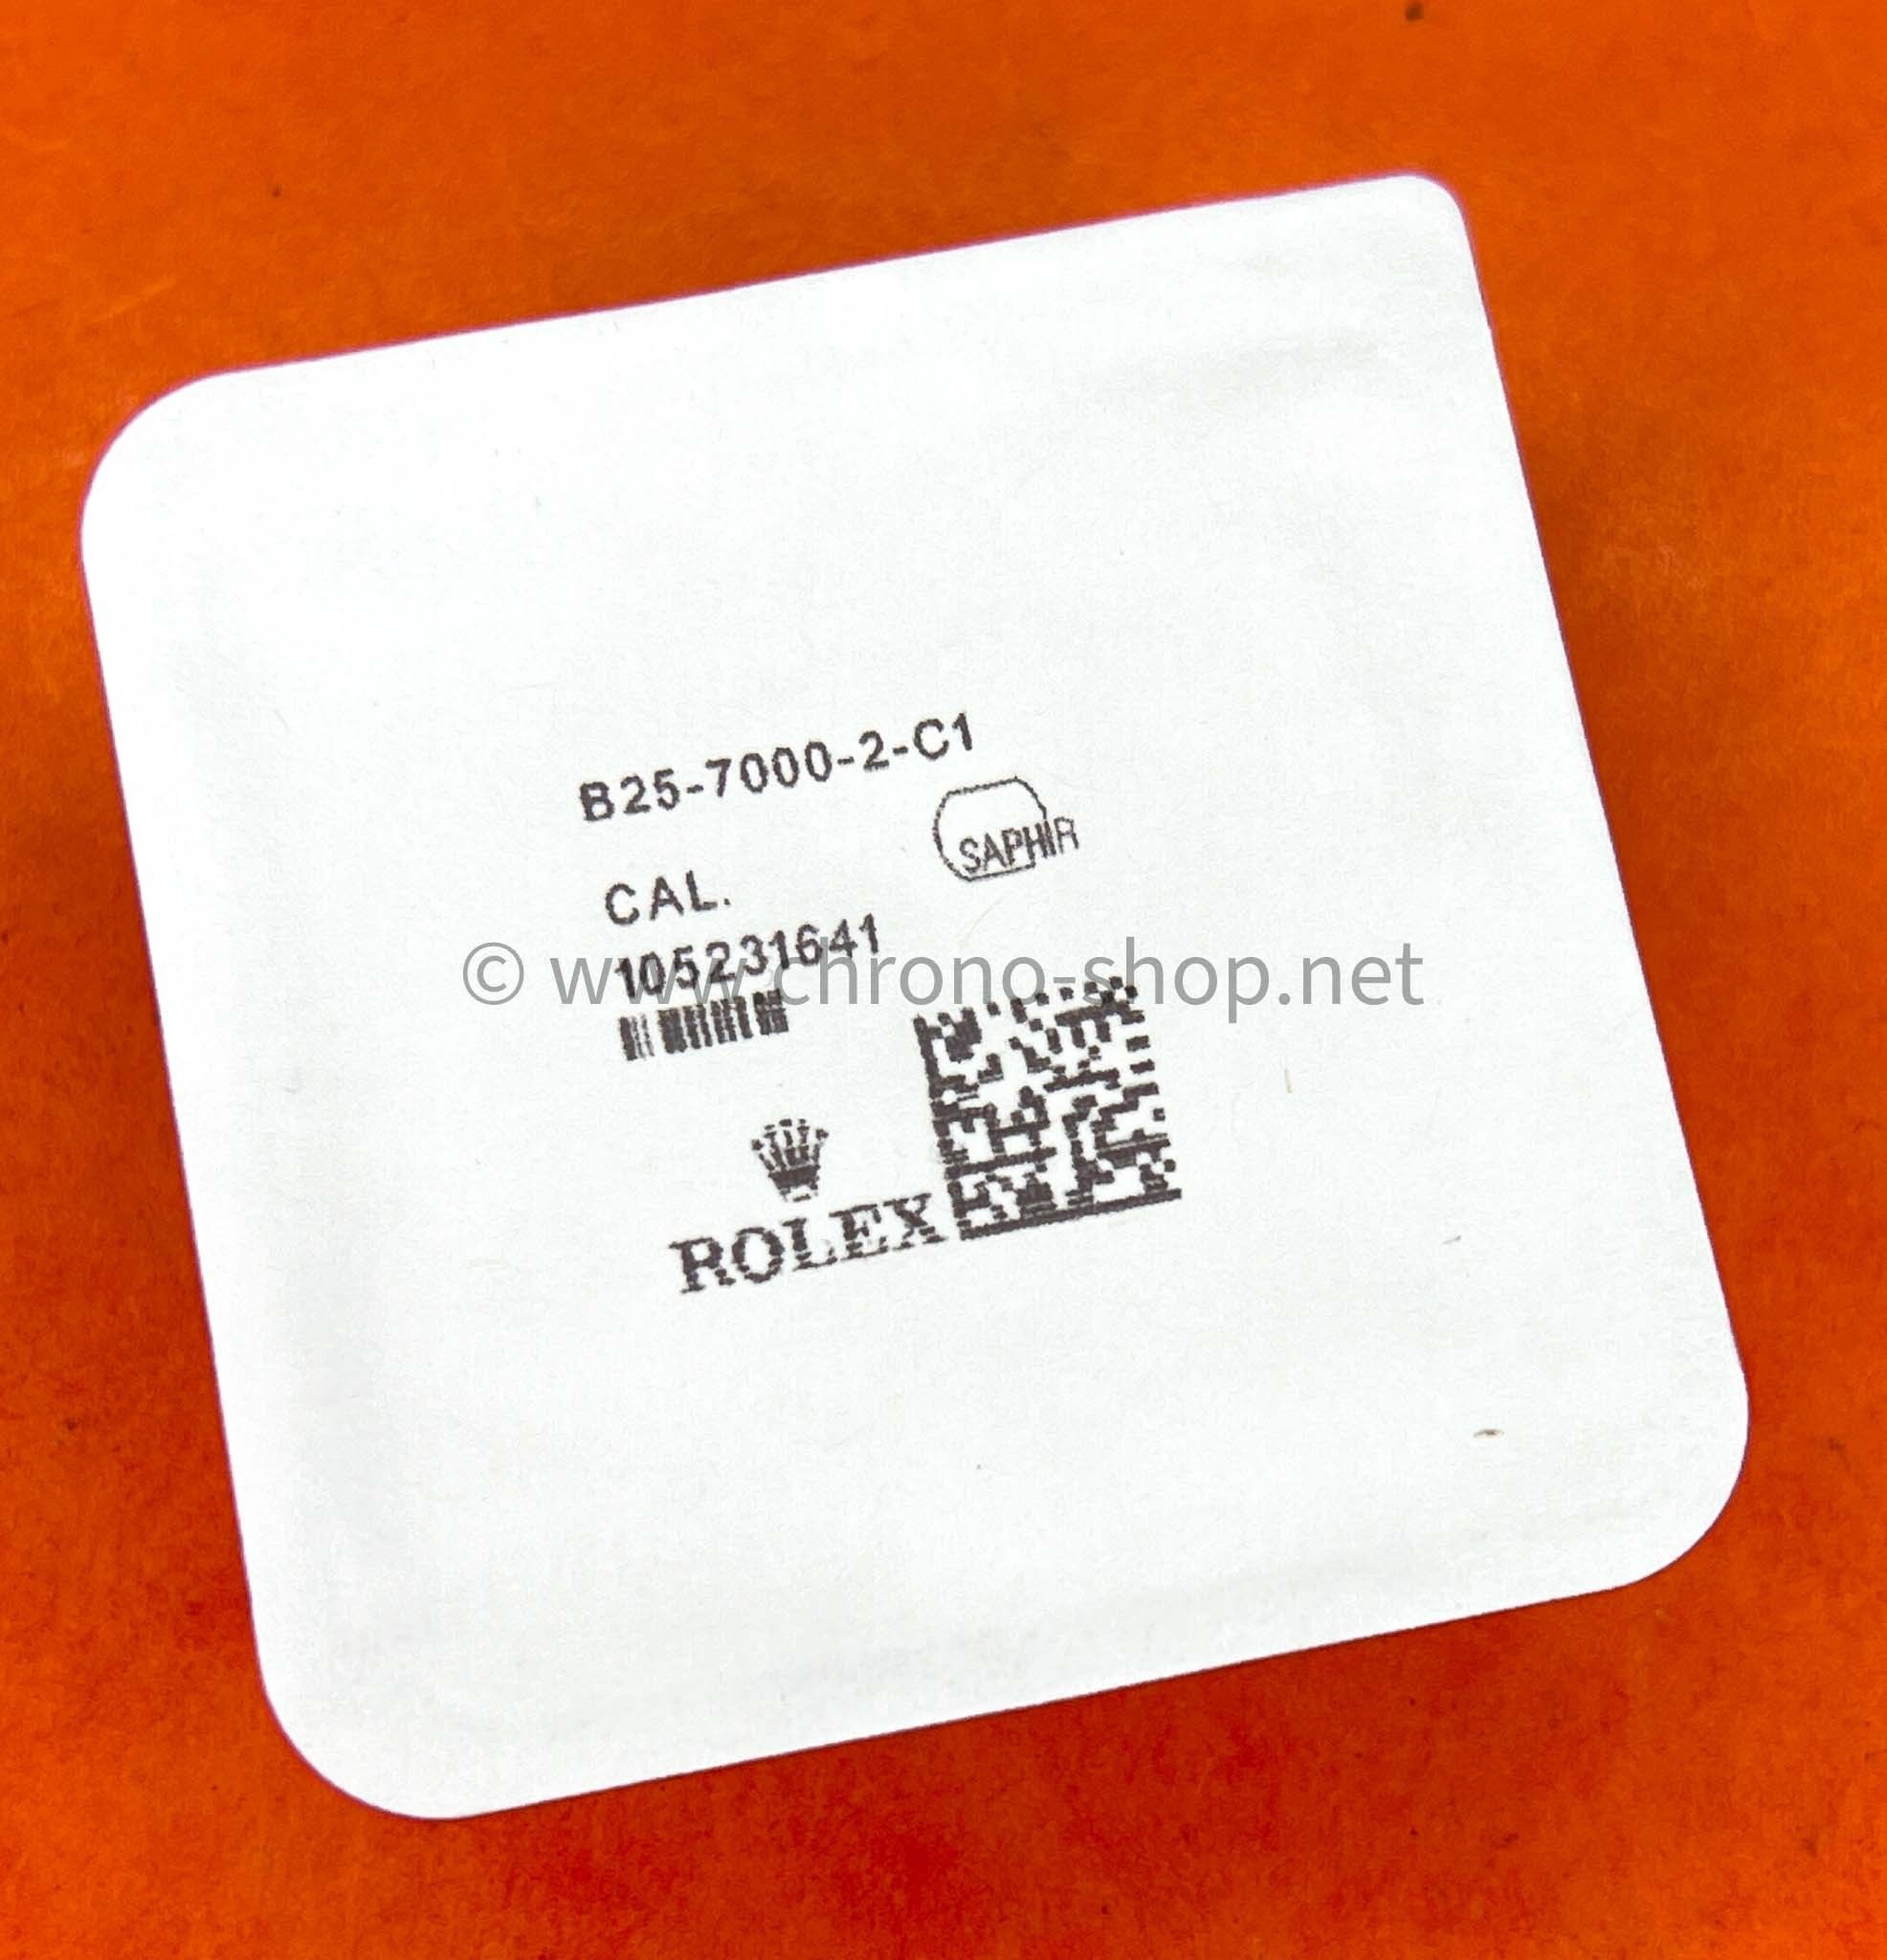 B25-7000-2-C1
SAPHIR
CAL.
105231641
© www.chrono-shop.net
ROLEX